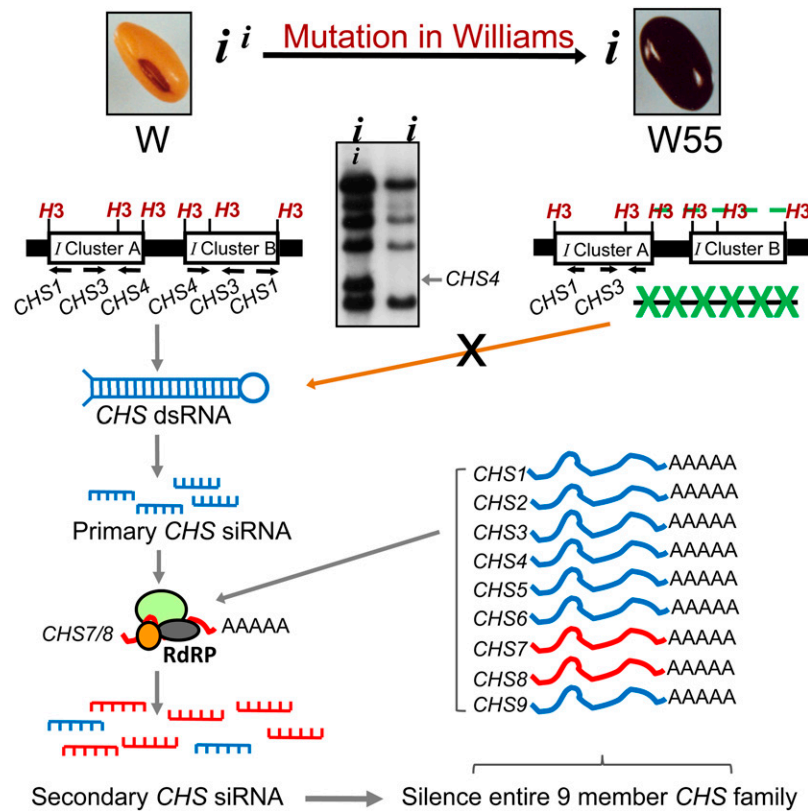 i i Mutation in Williams i
W W55
i i
i
H3 H3 H3 H3 H3 H3
I Cluster A I Cluster B
CHS1 CHS3 CHS4 CHS4 CHS3 CHS1
CHS4
H3 H3 H3 H3 H3 H3
I Cluster A I Cluster B
CHS1 CHS3
XXXXXX
X
CHS dsRNA
Primary CHS siRNA
CHS7/8 AAAAA
RdRP
CHS1 AAAAA
CHS2 AAAAA
CHS3 AAAAA
CHS4 AAAAA
CHS5 AAAAA
CHS6 AAAAA
CHS7 AAAAA
CHS8 AAAAA
CHS9 AAAAA
Secondary CHS siRNA
Silence entire 9 member CHS family